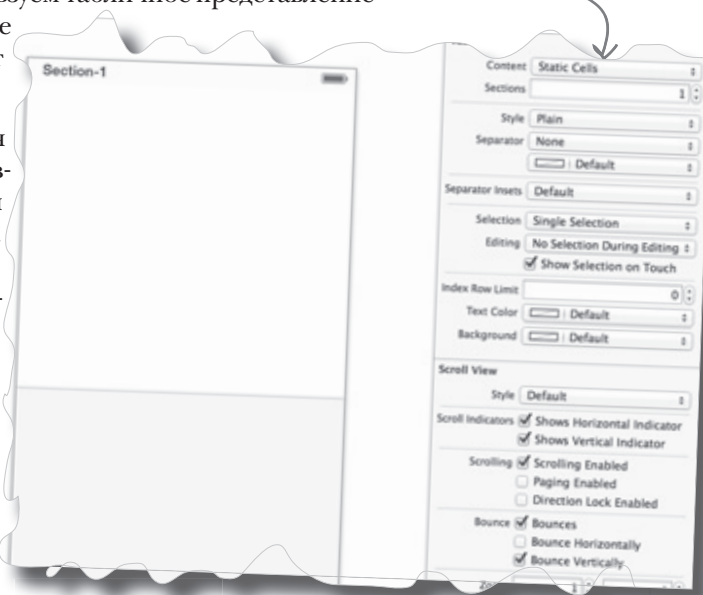 табличное представление
Section-1
Content Static Cells
Sections 1
Style Plain
Separator None
Default
Separator Insets Default
Selection Single Selection
Editing No Selection During Editing
Show Selection on Touch
Index Row Limit 0
Text Color Default
Background Default
Scroll View
Style Default
Scroll Indicators Shows Horizontal Indicator
Shows Vertical Indicator
Scrolling Scrolling Enabled
Paging Enabled
Direction Lock Enabled
Bounce Bounces
Bounce Horizontally
Bounce Vertically